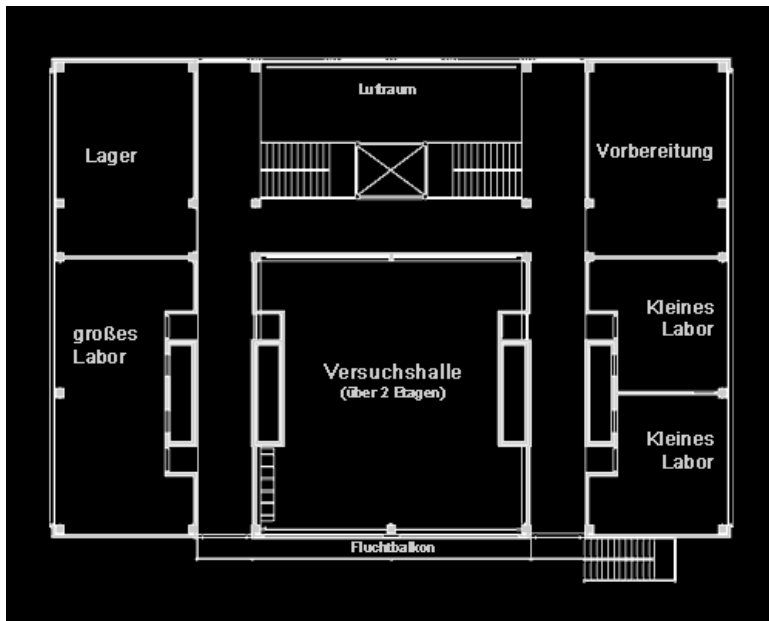 Luftraum
Lager
Vorbereitung
großes
Labor
Kleines
Labor
Versuchshalle
(über 2 Etagen)
Kleines
Labor
Fluchtbalkon